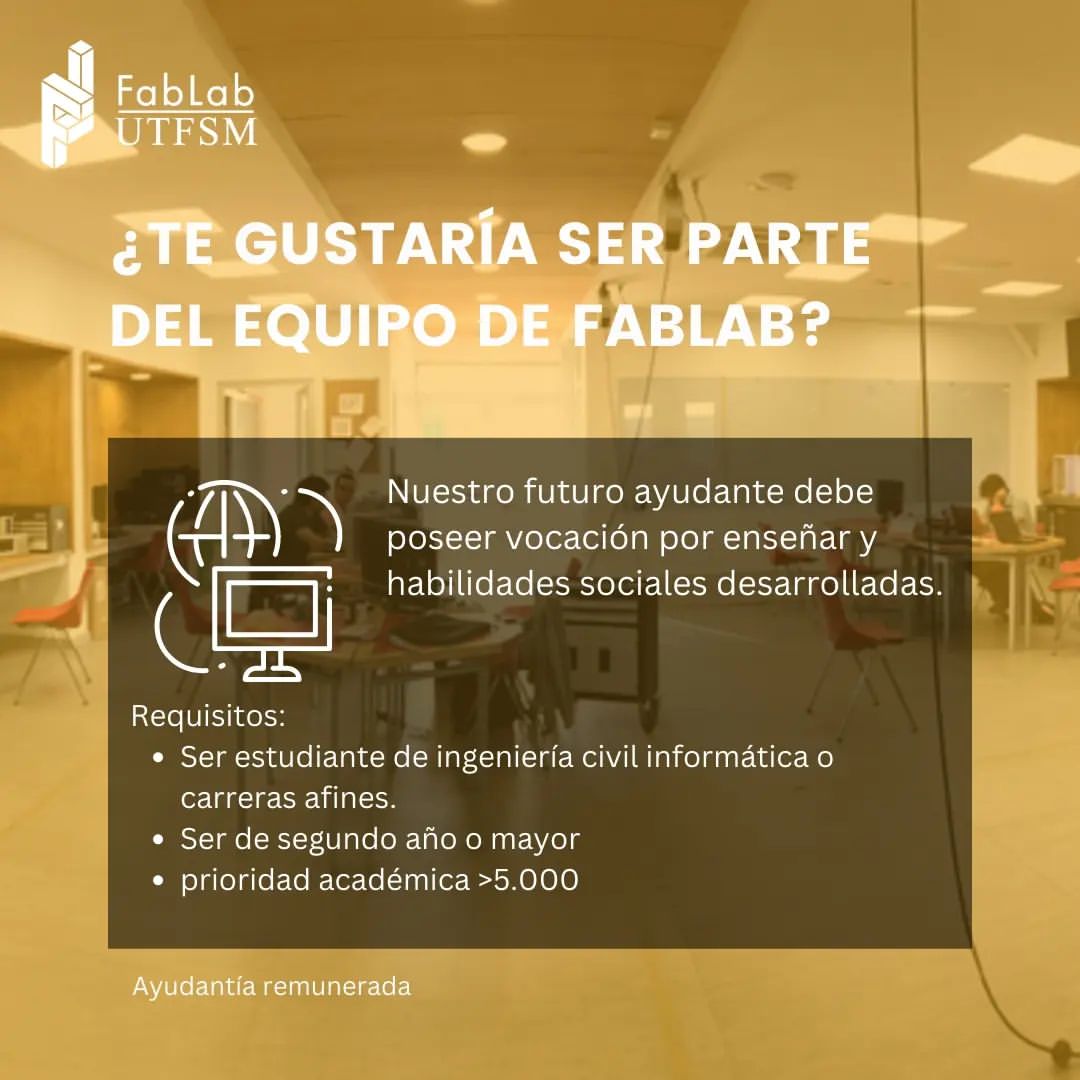 FabLab
UTFSM
¿TE GUSTARÍA SER PARTE
DEL EQUIPO DE FABLAB?
Nuestro futuro ayudante debe
poseer vocación por enseñar y
habilidades sociales desarrolladas.
Requisitos:
• Ser estudiante de ingeniería civil informática o
carreras afines.
• Ser de segundo año o mayor
• prioridad académica >5.000
Ayudantía remunerada